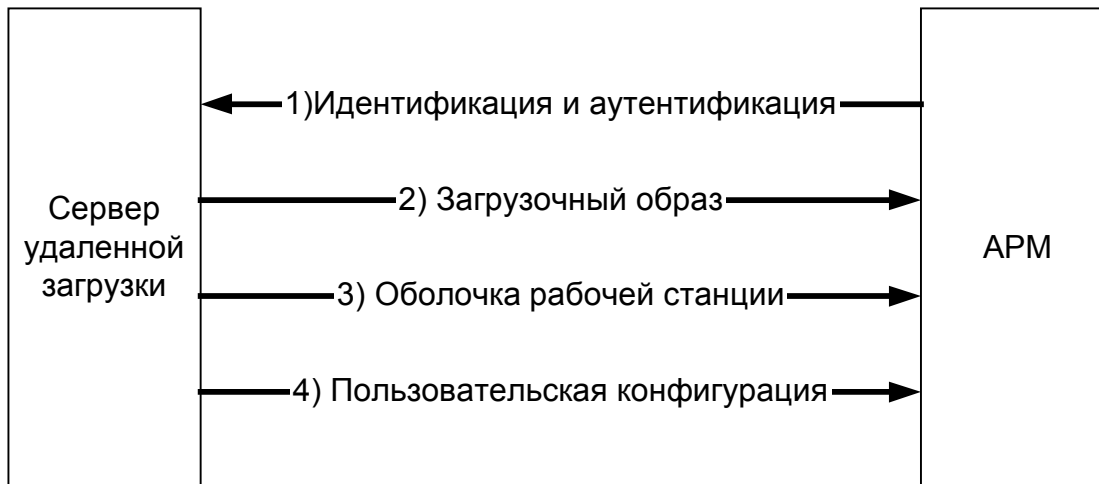 1)Идентификация и аутентификация
2) Загрузочный образ
Сервер
удаленной
загрузки
АРМ
3) Оболочка рабочей станции
4) Пользовательская конфигурация